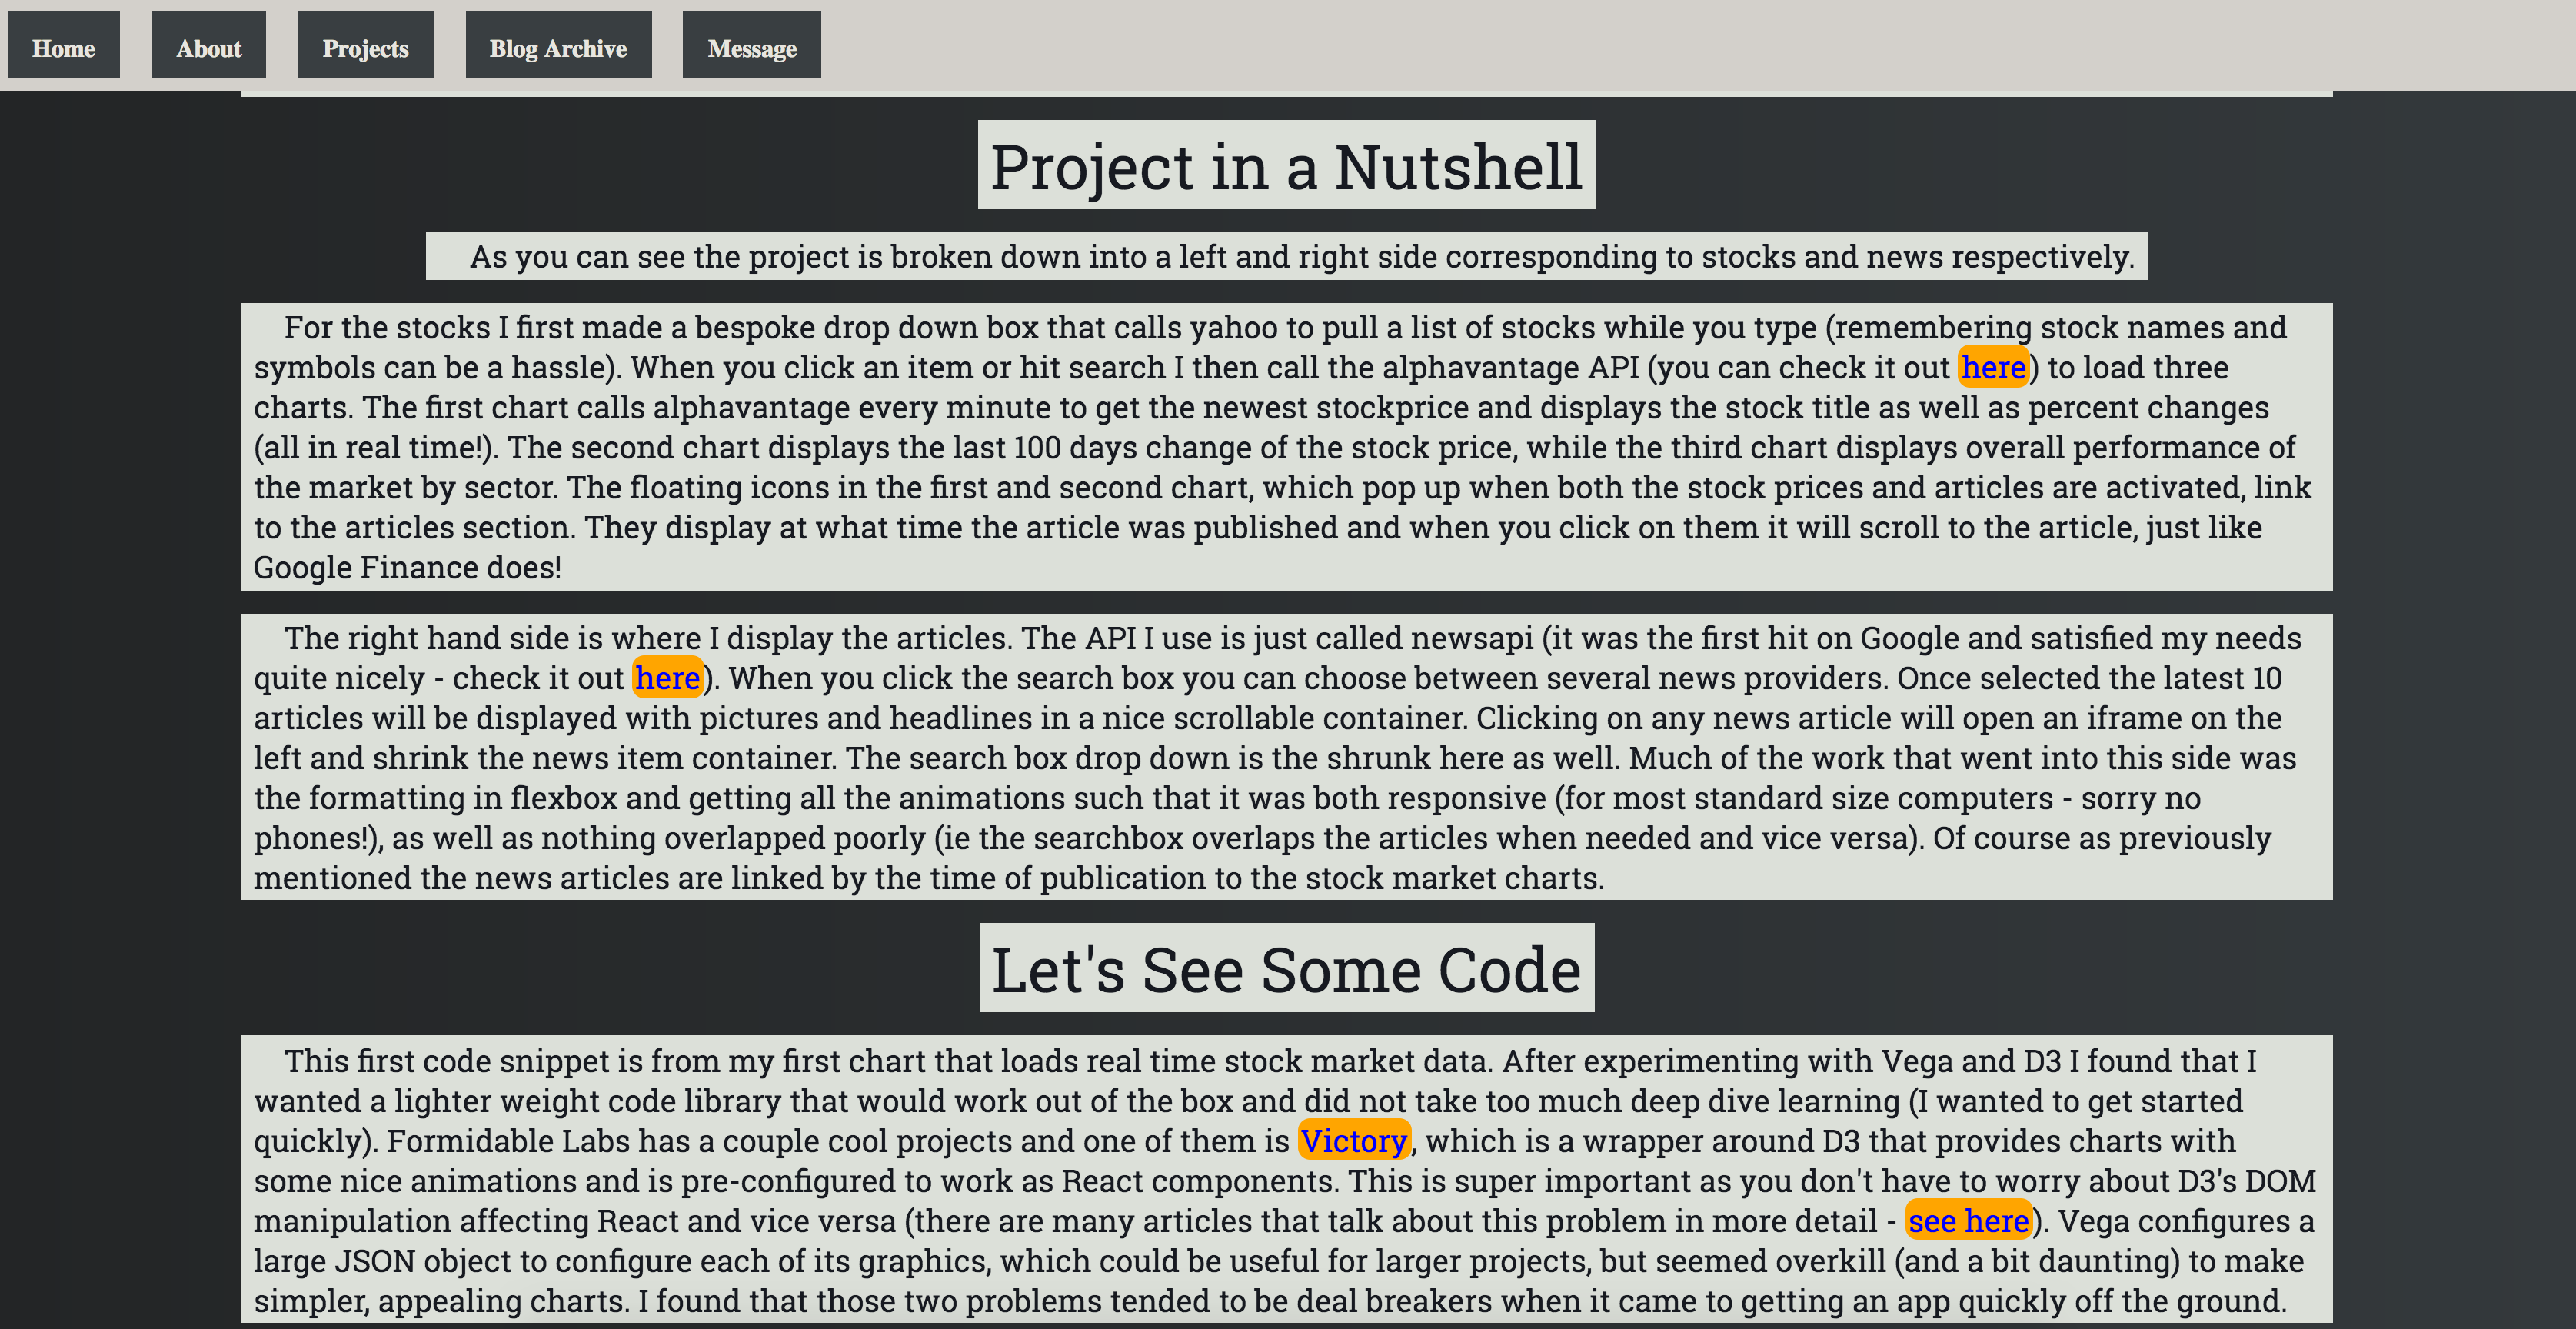 Home About Projects Blog Archive Message
Project in a Nutshell
As you can see the project is broken down into a left and right side corresponding to stocks and news respectively.
For the stocks I first made a bespoke drop down box that calls yahoo to pull a list of stocks while you type (remembering stock names and
symbols can be a hassle). When you click an item or hit search I then call the alphavantage API (you can check it out here) to load three
charts. The first chart calls alphavantage every minute to get the newest stockprice and displays the stock title as well as percent changes
(all in real time!). The second chart displays the last 100 days change of the stock price, while the third chart displays overall performance of
the market by sector. The floating icons in the first and second chart, which pop up when both the stock prices and articles are activated, link
to the articles section. They display at what time the article was published and when you click on them it will scroll to the article, just like
Google Finance does!
The right hand side is where I display the articles. The API I use is just called newsapi (it was the first hit on Google and satisfied my needs
quite nicely - check it out here). When you click the search box you can choose between several news providers. Once selected the latest 10
articles will be displayed with pictures and headlines in a nice scrollable container. Clicking on any news article will open an iframe on the
left and shrink the news item container. The search box drop down is the shrunk here as well. Much of the work that went into this side was
the formatting in flexbox and getting all the animations such that it was both responsive (for most standard size computers - sorry no
phones!), as well as nothing overlapped poorly (ie the searchbox overlaps the articles when needed and vice versa). Of course as previously
mentioned the news articles are linked by the time of publication to the stock market charts.
Let's See Some Code
This first code snippet is from my first chart that loads real time stock market data. After experimenting with Vega and D3 I found that I
wanted a lighter weight code library that would work out of the box and did not take too much deep dive learning (I wanted to get started
quickly). Formidable Labs has a couple cool projects and one of them is Victory, which is a wrapper around D3 that provides charts with
some nice animations and is pre-configured to work as React components. This is super important as you don't have to worry about D3's DOM
manipulation affecting React and vice versa (there are many articles that talk about this problem in more detail - see here). Vega configures a
large JSON object to configure each of its graphics, which could be useful for larger projects, but seemed overkill (and a bit daunting) to make
simpler, appealing charts. I found that those two problems tended to be deal breakers when it came to getting an app quickly off the ground.